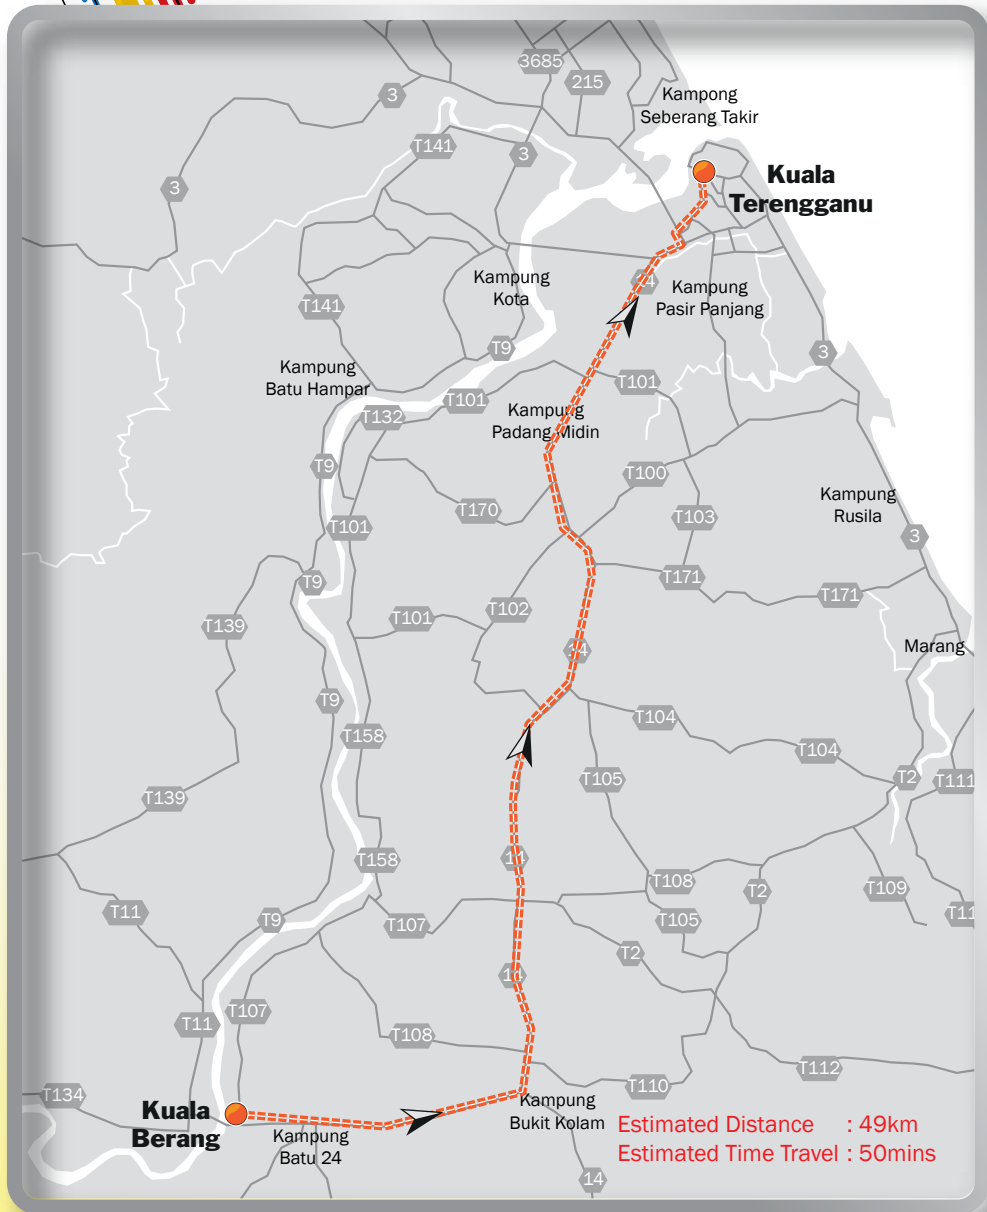 3685
215
3
Kampong
Seberang Takir
T141
3
3
Kuala
Terengganu
Kampung
Kota
14
Kampung
Pasir Panjang
T141
T9
3
Kampung
Batu Hampar
T101
T101
T132
Kampung
Padang Midin
T9
T100
Kampung
Rusila
T170
T103
T101
3
T9
T171
T171
T102
T101
T139
14
Marang
T9
T104
T158
T104
T105
T2
T111
T139
14
T158
T108
T2
T109
T11
T11
T9
T107
T105
T2
14
T107
T11
T108
T112
T110
T134
Kuala
Berang
Kampung
Bukit Kolam
Kampung
Batu 24
Estimated Distance : 49km
Estimated Time Travel : 50mins
14